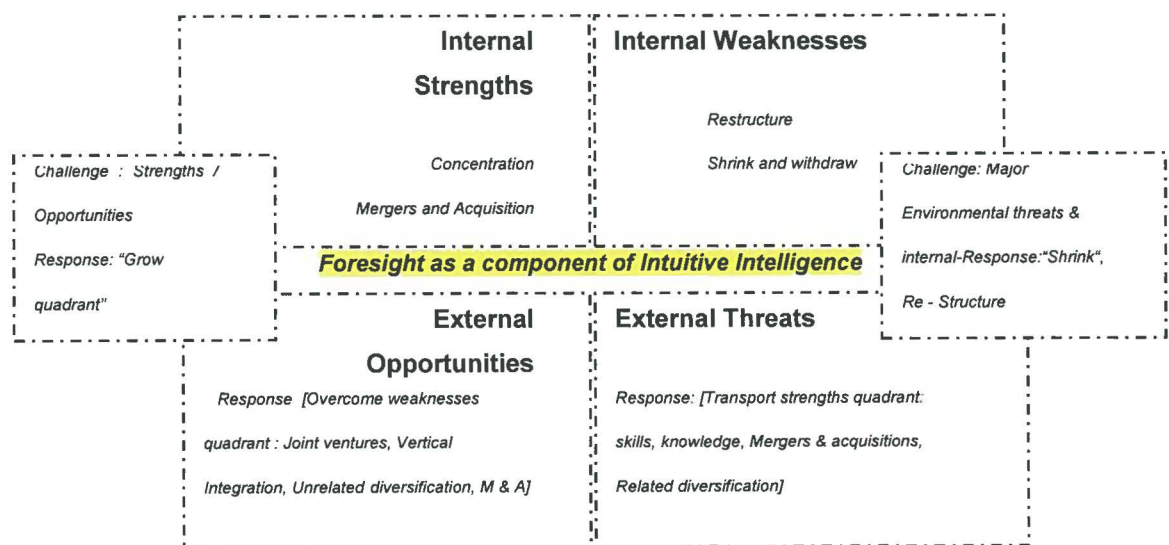 Internal
Strengths
Concentration
Mergers and Acquisition
Internal Weaknesses
Restructure
Shrink and withdraw
Challenge : Strengths /
Opportunities
Response: "Grow
quadrant"
Foresight as a component of Intuitive Intelligence
Challenge: Major
Environmental threats &
internal-Response:"Shrink",
Re - Structure
External
Opportunities
Response [Overcome weaknesses
quadrant : Joint ventures, Vertical
Integration, Unrelated diversification, M & A]
External Threats
Response: [Transport strengths quadrant:
skills, knowledge, Mergers & acquisitions,
Related diversification]